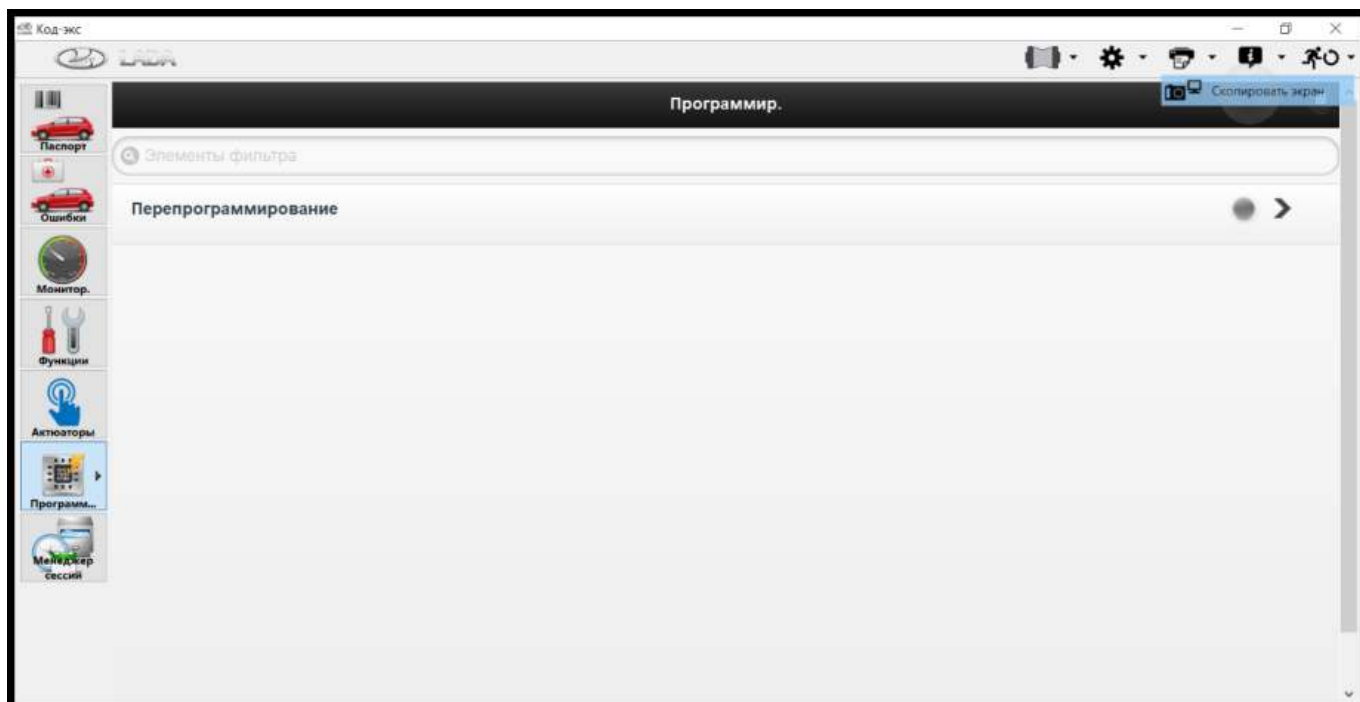 Код-экс
LADA
Скопировать экран
Программир.
Паспорт
Элементы фильтра
Ошибки
Перепрограммирование
Монитор.
Функции
Актюаторы
Программ...
Менеджер
сессий